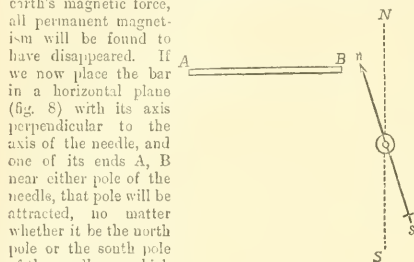 earth's magnetic force,
all permanent magnet-
ism will be found to
have disappeared. If
we now place the bar
in a horizontal plane
(fig. 8) with its axis
perpendicular to the
axis of the needle, and
one of its ends A, B
near either pole of the
needle, that pole will be
attracted, no matter
whether it be the north
pole or the south pole
N
A
B
n
s
S